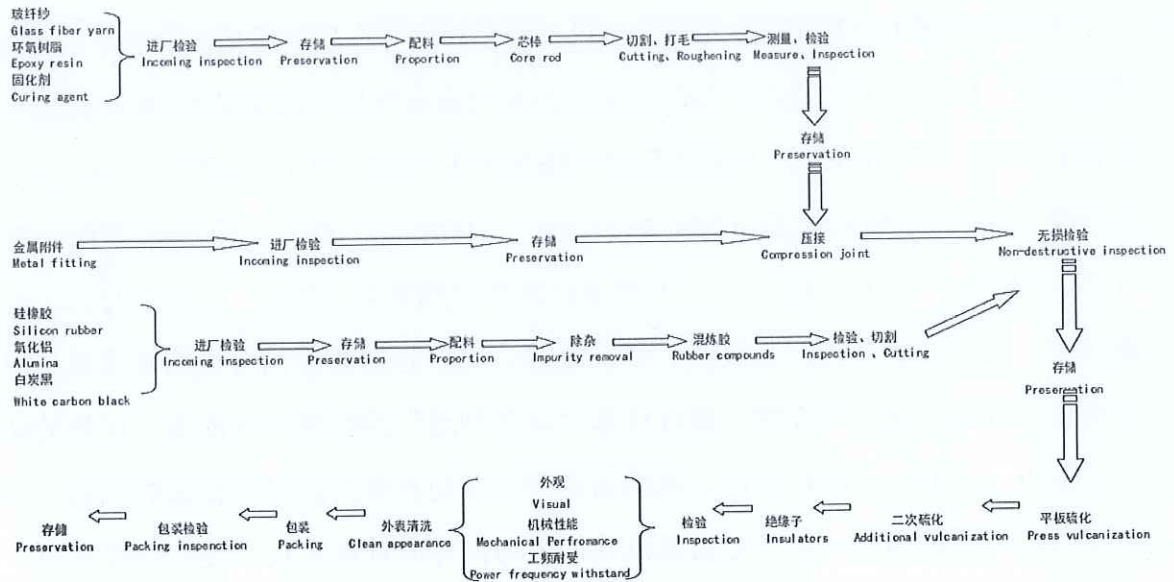 玻纤纱
Glass fiber yarn
环氧树脂
Epoxy resin
固化剂
Curing agent
进厂检验
Incoming inspection
存储
Preservation
配料
Proportion
芯棒
Core rod
切割、打毛
Cutting、Roughening
测量、检验
Measure、Inspection
存储
Preservation
金属附件
Metal fitting
进厂检验
Incoming inspection
存储
Preservation
压接
Compression joint
无损检验
Non-destructive inspection
硅橡胶
Silicon rubber
氧化铝
Alumina
白炭黑
White carbon black
进厂检验
Incoming inspection
存储
Preservation
配料
Proportion
除杂
Impurity removal
混炼胶
Rubber compounds
检验、切割
Inspection 、Cutting
存储
Preservation
平板硫化
Press vulcanization
二次硫化
Additional vulcanization
绝缘子
Insulators
检验
Inspection
外观
Visual
机械性能
Mechanical Perfromance
工频耐受
Power frequency withstand
外表清洗
Clean appearance
包装
Packing
包装检验
Packing inspenction
存储
Preservation